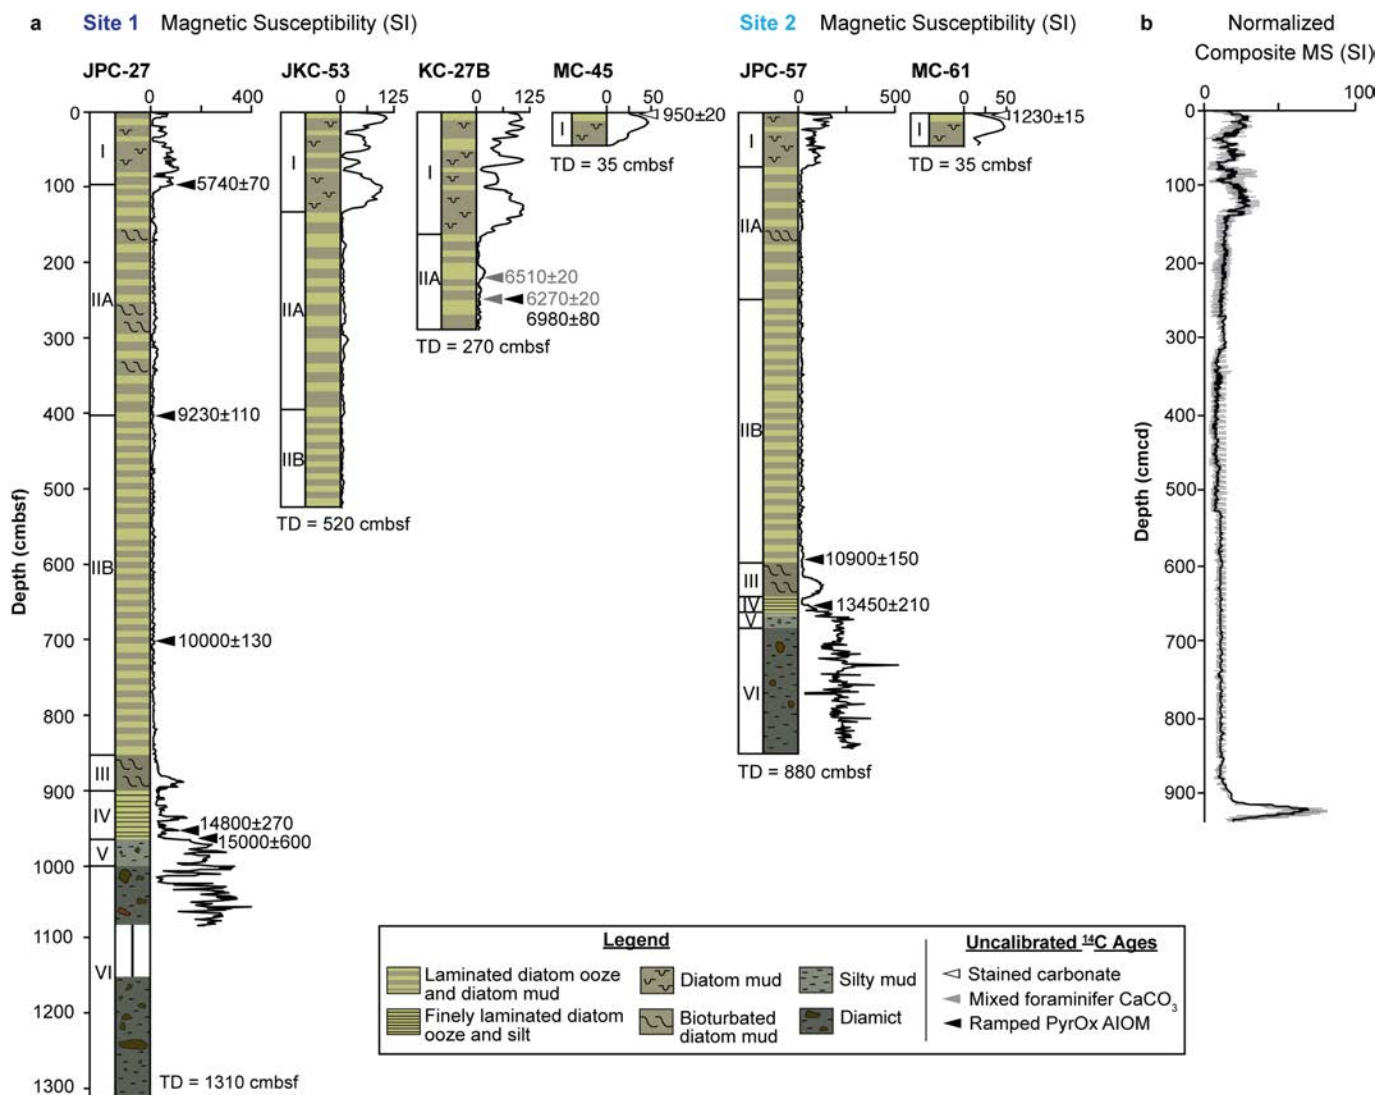 a Site 1 Magnetic Susceptibility (SI)
Site 2 Magnetic Susceptibility (SI)
b Normalized
Composite MS (SI)
JPC-27 JKC-53 KC-27B MC-45 JPC-57 MC-61
0 400
0 125
0 125
0 50
0 500
0 50
0 1000
Depth (cmbsf)
0
100
200
300
400
500
600
700
800
900
1000
1100
1200
1300
I
IIA
IIB
III
IV
V
VI
5740±70
9230±110
10000±130
14800±270
15000±600
TD = 1310 cmbsf
I
IIA
IIB
TD = 520 cmbsf
I
IIA
6510±20
6270±20
6980±80
TD = 270 cmbsf
I
950±20
TD = 35 cmbsf
I
IIA
IIB
III
IV
V
VI
10900±150
13450±210
TD = 880 cmbsf
I
1230±15
TD = 35 cmbsf
Depth (cmcd)
0
100
200
300
400
500
600
700
800
900
Legend
Laminated diatom ooze
and diatom mud
Finely laminated diatom
ooze and silt
Diatom mud
Bioturbated
diatom mud
Silty mud
Diamict
Uncalibrated ¹⁴C Ages
Stained carbonate
Mixed foraminifer CaCO₃
Ramped PyrOx AIOM